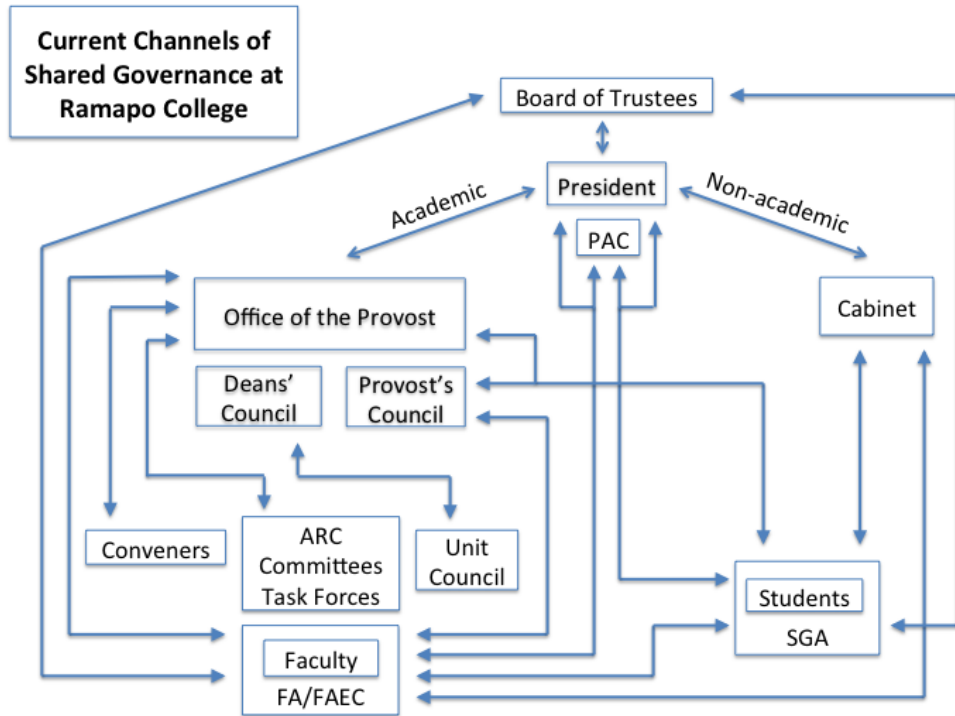 Current Channels of
Shared Governance at
Ramapo College
Board of Trustees
President
Academic
Non-academic
PAC
Office of the Provost
Cabinet
Deans'
Council
Provost's
Council
Conveners
ARC
Committees
Task Forces
Unit
Council
Students
SGA
Faculty
FA/FAEC